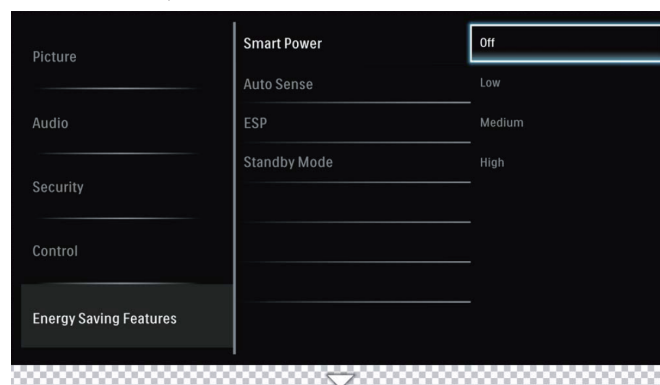 Picture
Audio
Security
Control
Energy Saving Features
Smart Power
Auto Sense
ESP
Standby Mode
Off
Low
Medium
High